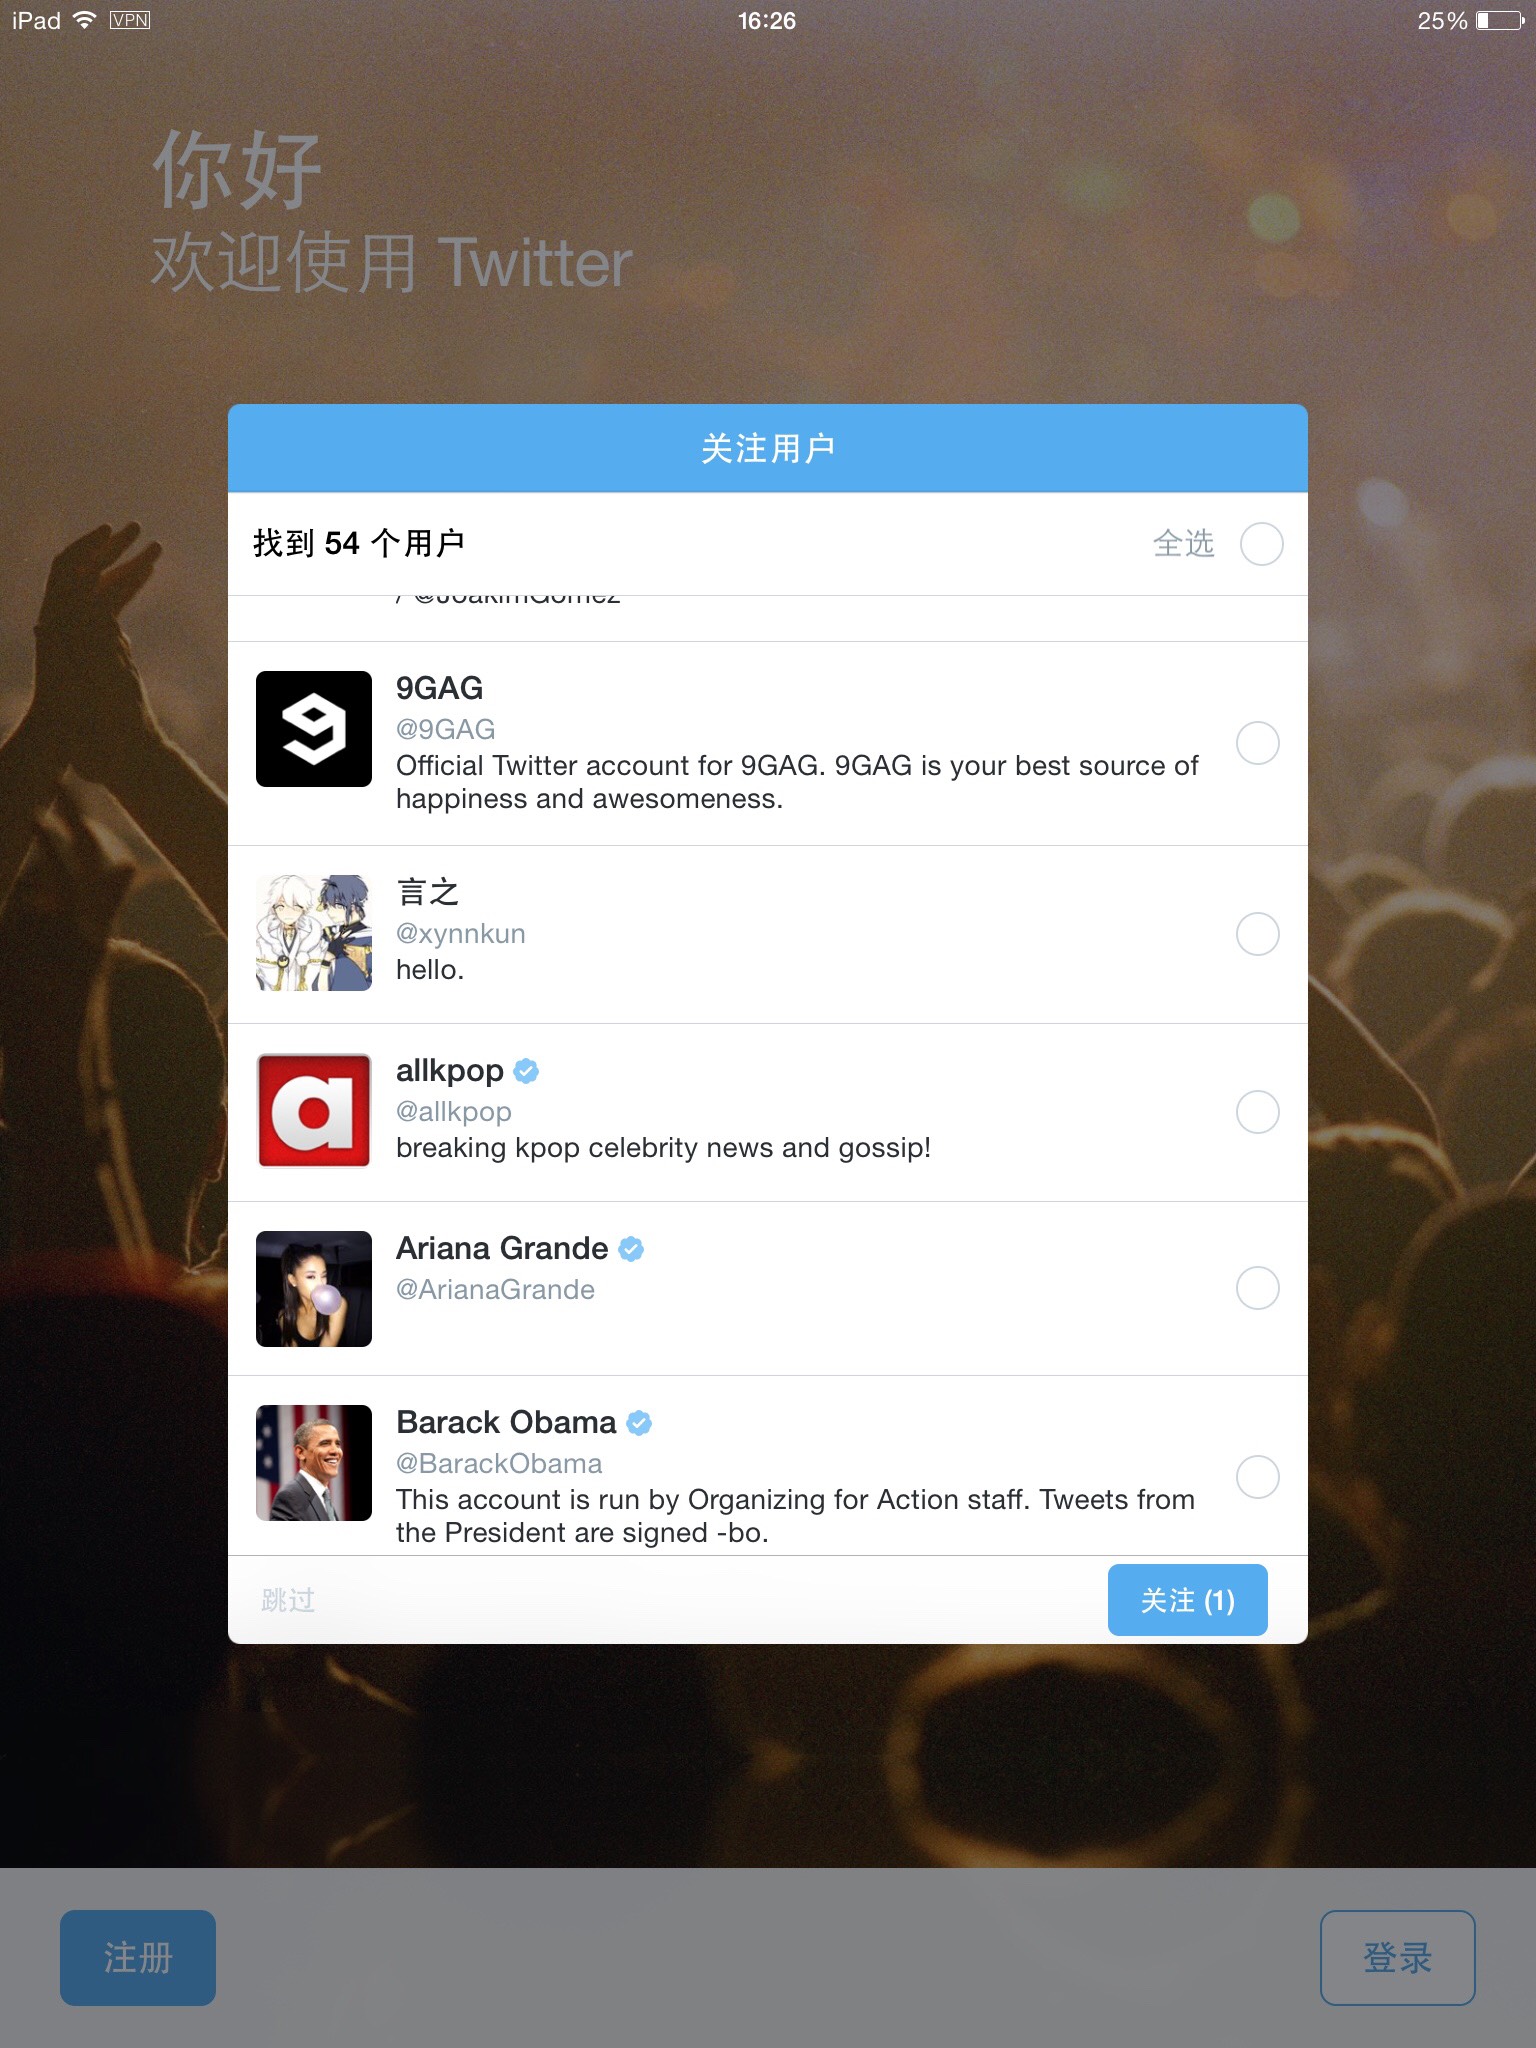 iPad VPN 16:26 25%
你好
欢迎使用 Twitter
关注用户
找到 54 个用户 全选
/ @JoakimGomez
9GAG
@9GAG
Official Twitter account for 9GAG. 9GAG is your best source of
happiness and awesomeness.
言之
@xynnkun
hello.
allkpop
@allkpop
breaking kpop celebrity news and gossip!
Ariana Grande
@ArianaGrande
Barack Obama
@BarackObama
This account is run by Organizing for Action staff. Tweets from
the President are signed -bo.
跳过 关注 (1)
注册 登录